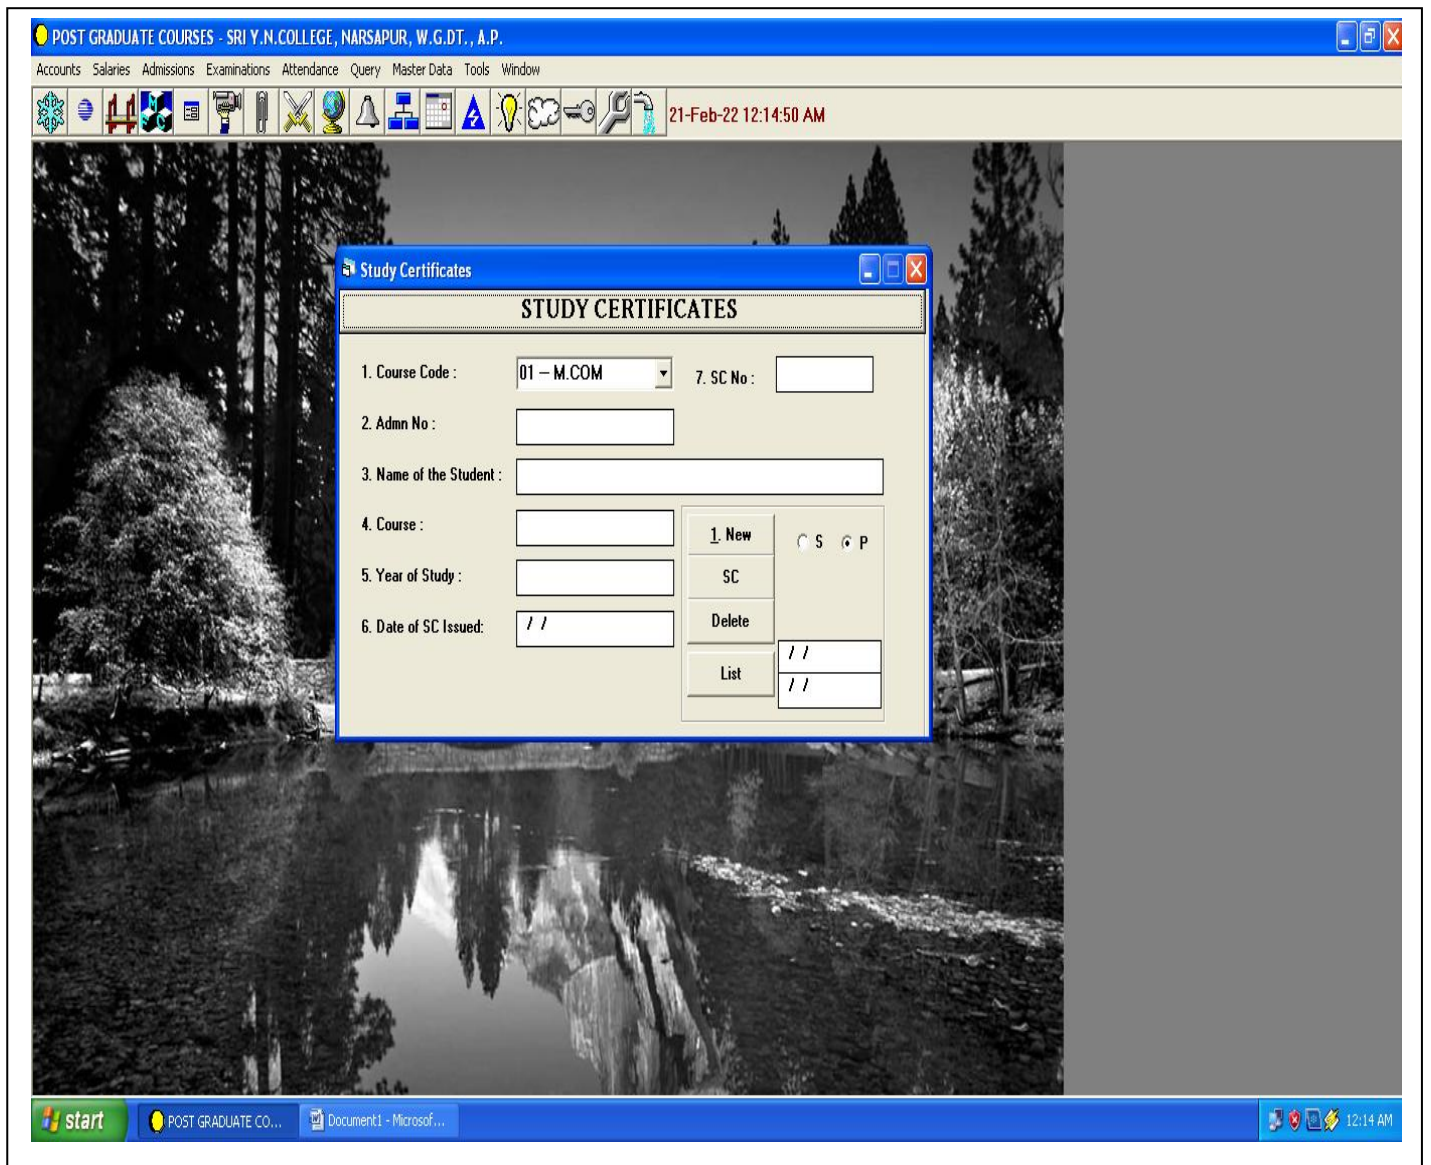 POST GRADUATE COURSES - SRI Y.N.COLLEGE, NARSAPUR, W.G.DT., A.P.
Accounts Salaries Admissions Examinations Attendance Query Master Data Tools Window
21-Feb-22 12:14:50 AM
Study Certificates
STUDY CERTIFICATES
1. Course Code : 01 – M.COM 7. SC No :
2. Admn No :
3. Name of the Student :
4. Course : 1. New S P
5. Year of Study : SC
6. Date of SC Issued: / / Delete
/ /
List
/ /
start POST GRADUATE CO... Document1 - Microsof... 12:14 AM